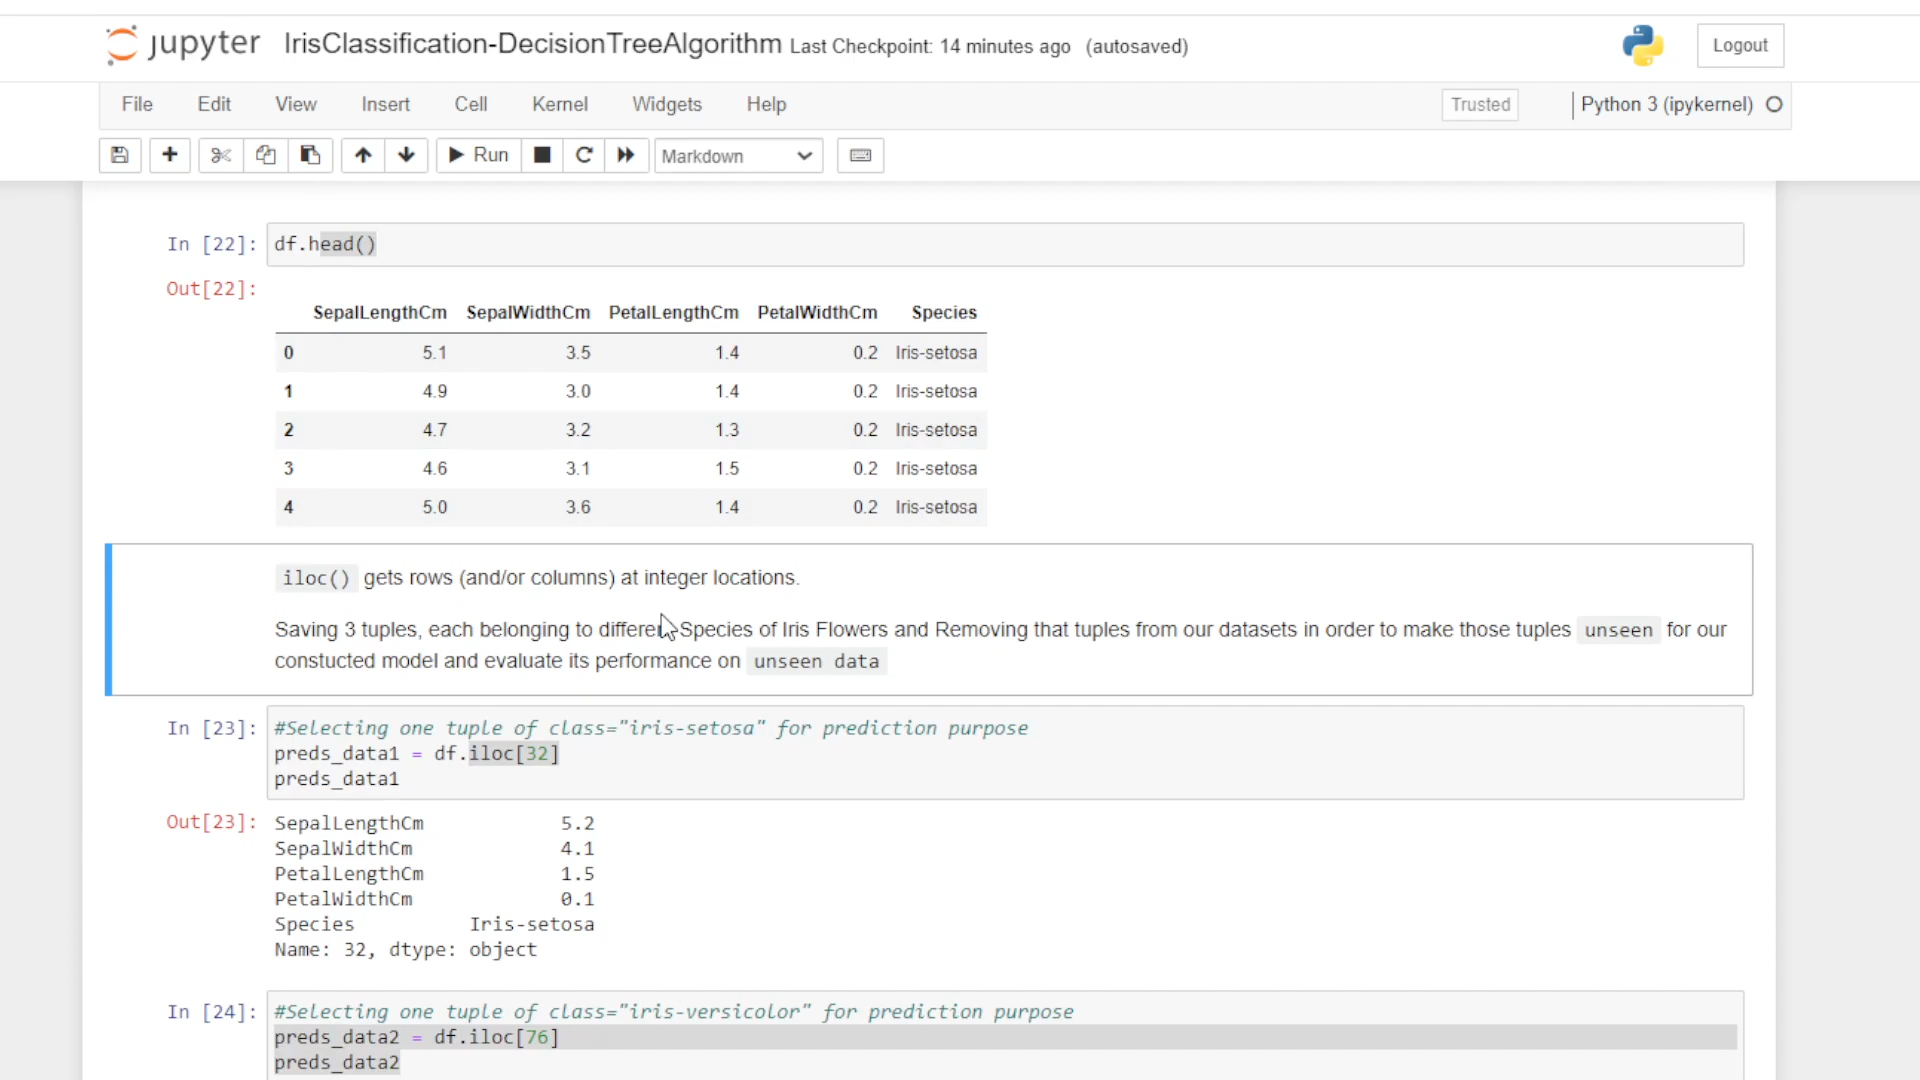 jupyter IrisClassification-DecisionTreeAlgorithm Last Checkpoint: 14 minutes ago (autosaved) Logout
File Edit View Insert Cell Kernel Widgets Help Trusted Python 3 (ipykernel)
Run Markdown
In [22]: df.head()
Out[22]:
SepalLengthCm SepalWidthCm PetalLengthCm PetalWidthCm Species
0 5.1 3.5 1.4 0.2 Iris-setosa
1 4.9 3.0 1.4 0.2 Iris-setosa
2 4.7 3.2 1.3 0.2 Iris-setosa
3 4.6 3.1 1.5 0.2 Iris-setosa
4 5.0 3.6 1.4 0.2 Iris-setosa
iloc() gets rows (and/or columns) at integer locations.
Saving 3 tuples, each belonging to different Species of Iris Flowers and Removing that tuples from our datasets in order to make those tuples unseen for our
constucted model and evaluate its performance on unseen data
In [23]: #Selecting one tuple of class="iris-setosa" for prediction purpose
preds_data1 = df.iloc[32]
preds_data1
Out[23]: SepalLengthCm 5.2
SepalWidthCm 4.1
PetalLengthCm 1.5
PetalWidthCm 0.1
Species Iris-setosa
Name: 32, dtype: object
In [24]: #Selecting one tuple of class="iris-versicolor" for prediction purpose
preds_data2 = df.iloc[76]
preds_data2